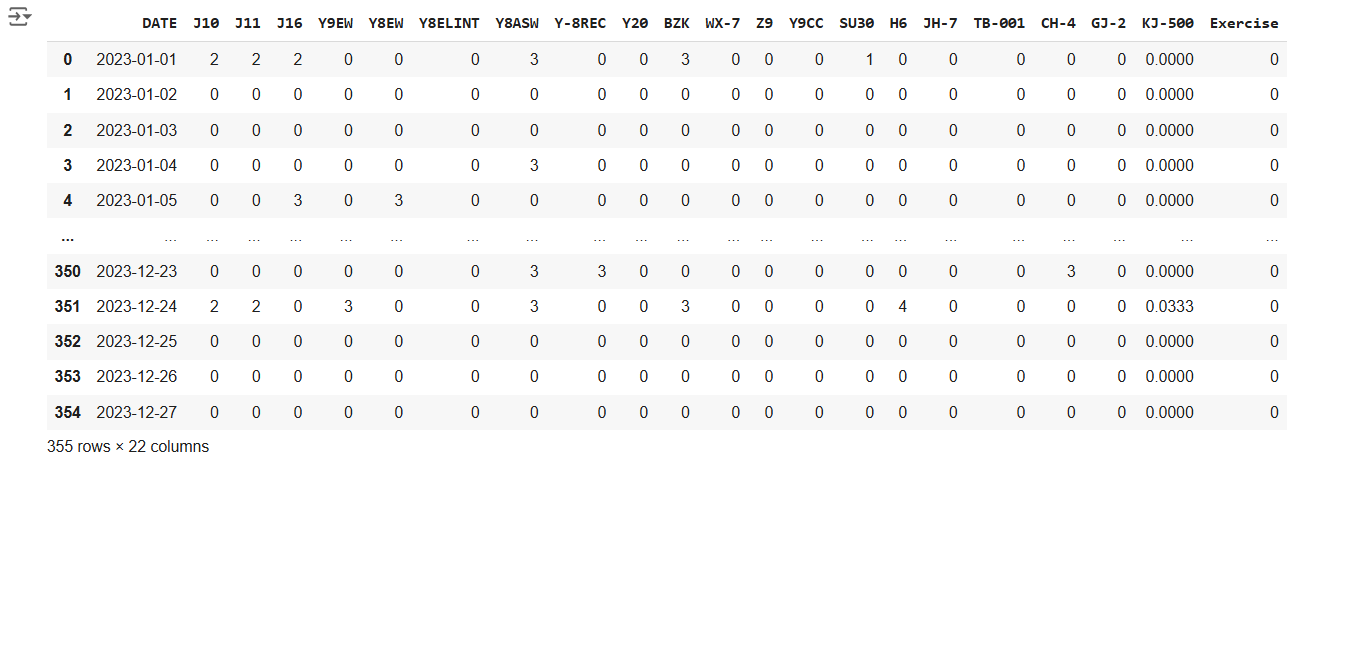 DATE J10 J11 J16 Y9EW Y8EW Y8ELINT Y8ASW Y-8REC Y20 BZK WX-7 Z9 Y9CC SU30 H6 JH-7 TB-001 CH-4 GJ-2 KJ-500 Exercise
0 2023-01-01 2 2 2 0 0 0 3 0 0 3 0 0 0 1 0 0 0 0 0 0.0000 0
1 2023-01-02 0 0 0 0 0 0 0 0 0 0 0 0 0 0 0 0 0 0 0 0.0000 0
2 2023-01-03 0 0 0 0 0 0 0 0 0 0 0 0 0 0 0 0 0 0 0 0.0000 0
3 2023-01-04 0 0 0 0 0 0 3 0 0 0 0 0 0 0 0 0 0 0 0 0.0000 0
4 2023-01-05 0 0 3 0 3 0 0 0 0 0 0 0 0 0 0 0 0 0 0 0.0000 0
... ... ... ... ... ... ... ... ... ... ... ... ... ... ... ... ... ... ... ... ... ... ...
350 2023-12-23 0 0 0 0 0 0 3 3 0 0 0 0 0 0 0 0 0 3 0 0.0000 0
351 2023-12-24 2 2 0 3 0 0 3 0 0 3 0 0 0 0 4 0 0 0 0 0.0333 0
352 2023-12-25 0 0 0 0 0 0 0 0 0 0 0 0 0 0 0 0 0 0 0 0.0000 0
353 2023-12-26 0 0 0 0 0 0 0 0 0 0 0 0 0 0 0 0 0 0 0 0.0000 0
354 2023-12-27 0 0 0 0 0 0 0 0 0 0 0 0 0 0 0 0 0 0 0 0.0000 0
355 rows × 22 columns